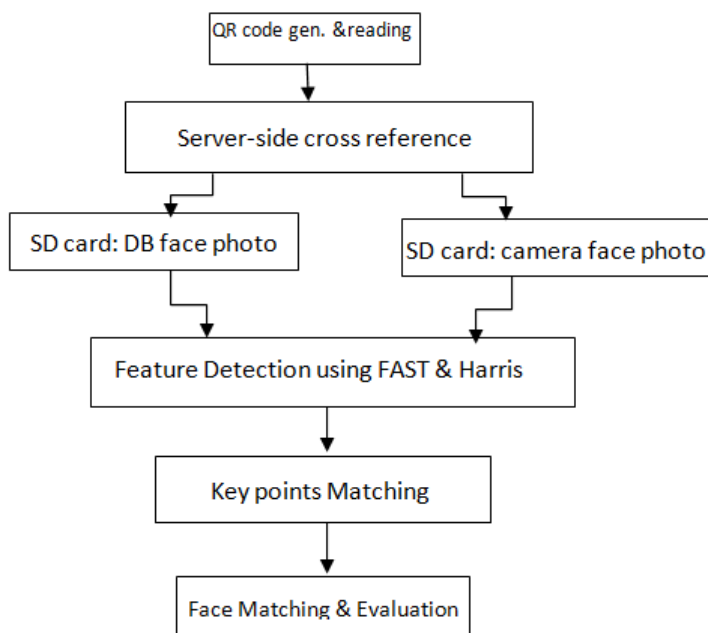 QR code gen. &reading
Server-side cross reference
SD card: DB face photo
SD card: camera face photo
Feature Detection using FAST & Harris
Key points Matching
Face Matching & Evaluation